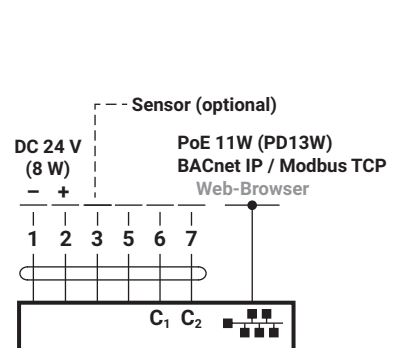 Sensor (optional)
DC 24 V
(8 W)
– +
PoE 11W (PD13W)
BACnet IP / Modbus TCP
Web-Browser
1 2 3 5 6 7
C₁ C₂